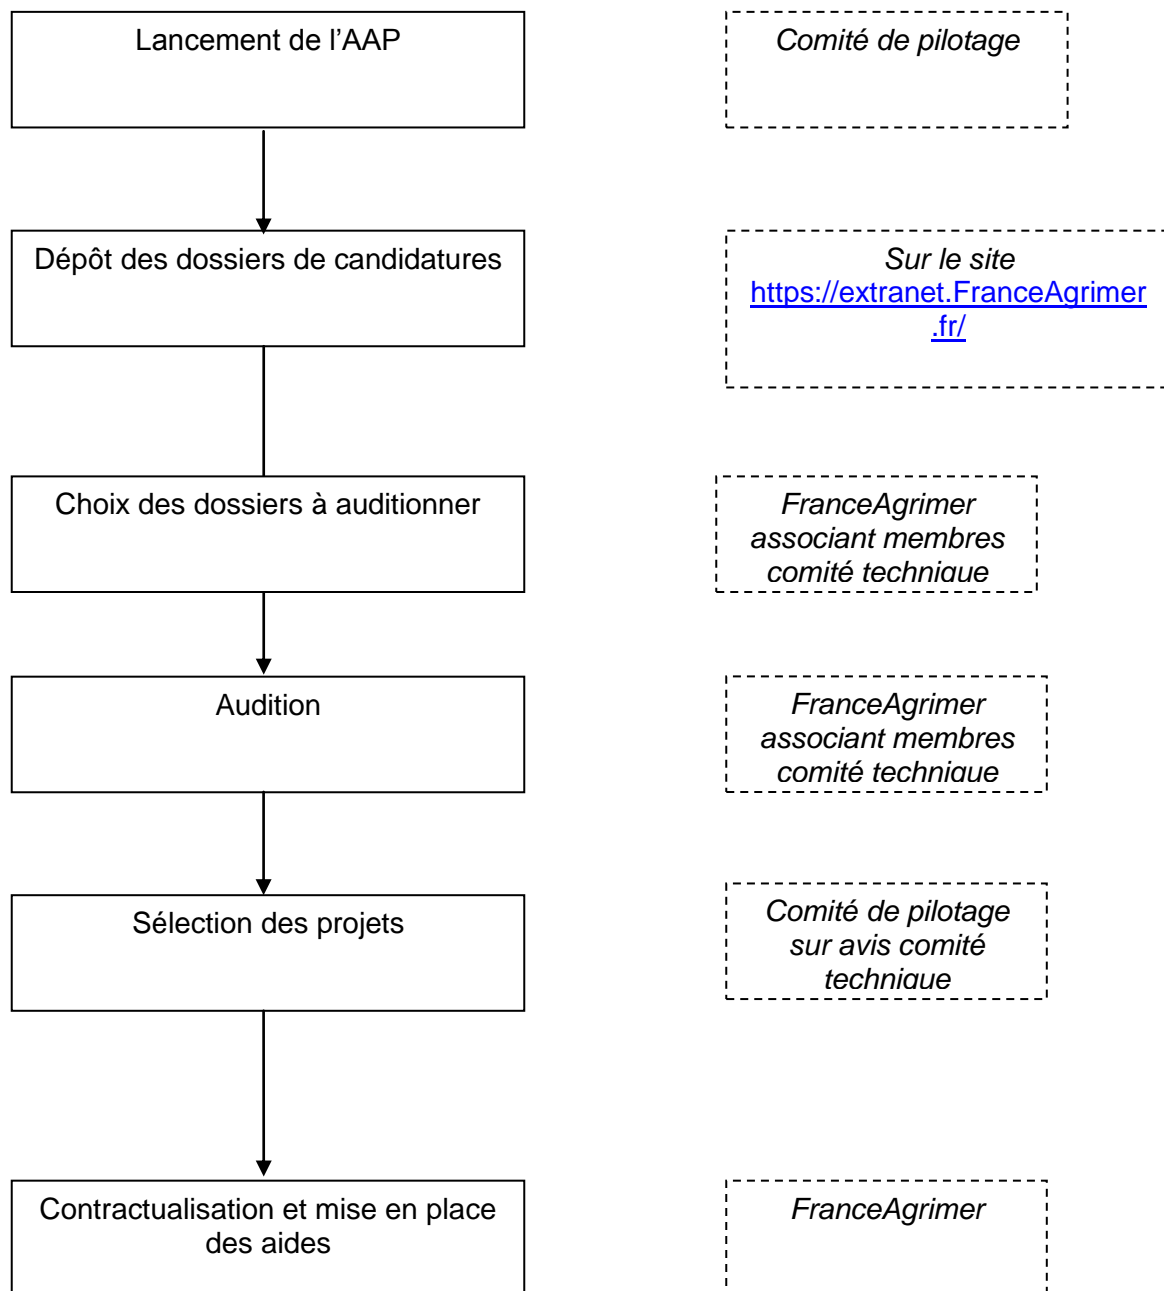 Lancement de l’AAP
Comité de pilotage
Dépôt des dossiers de candidatures
Sur le site
https://extranet.FranceAgrimer
.fr/
Choix des dossiers à auditionner
FranceAgrimer
associant membres
comité technique
Audition
FranceAgrimer
associant membres
comité technique
Sélection des projets
Comité de pilotage
sur avis comité
technique
Contractualisation et mise en place
des aides
FranceAgrimer